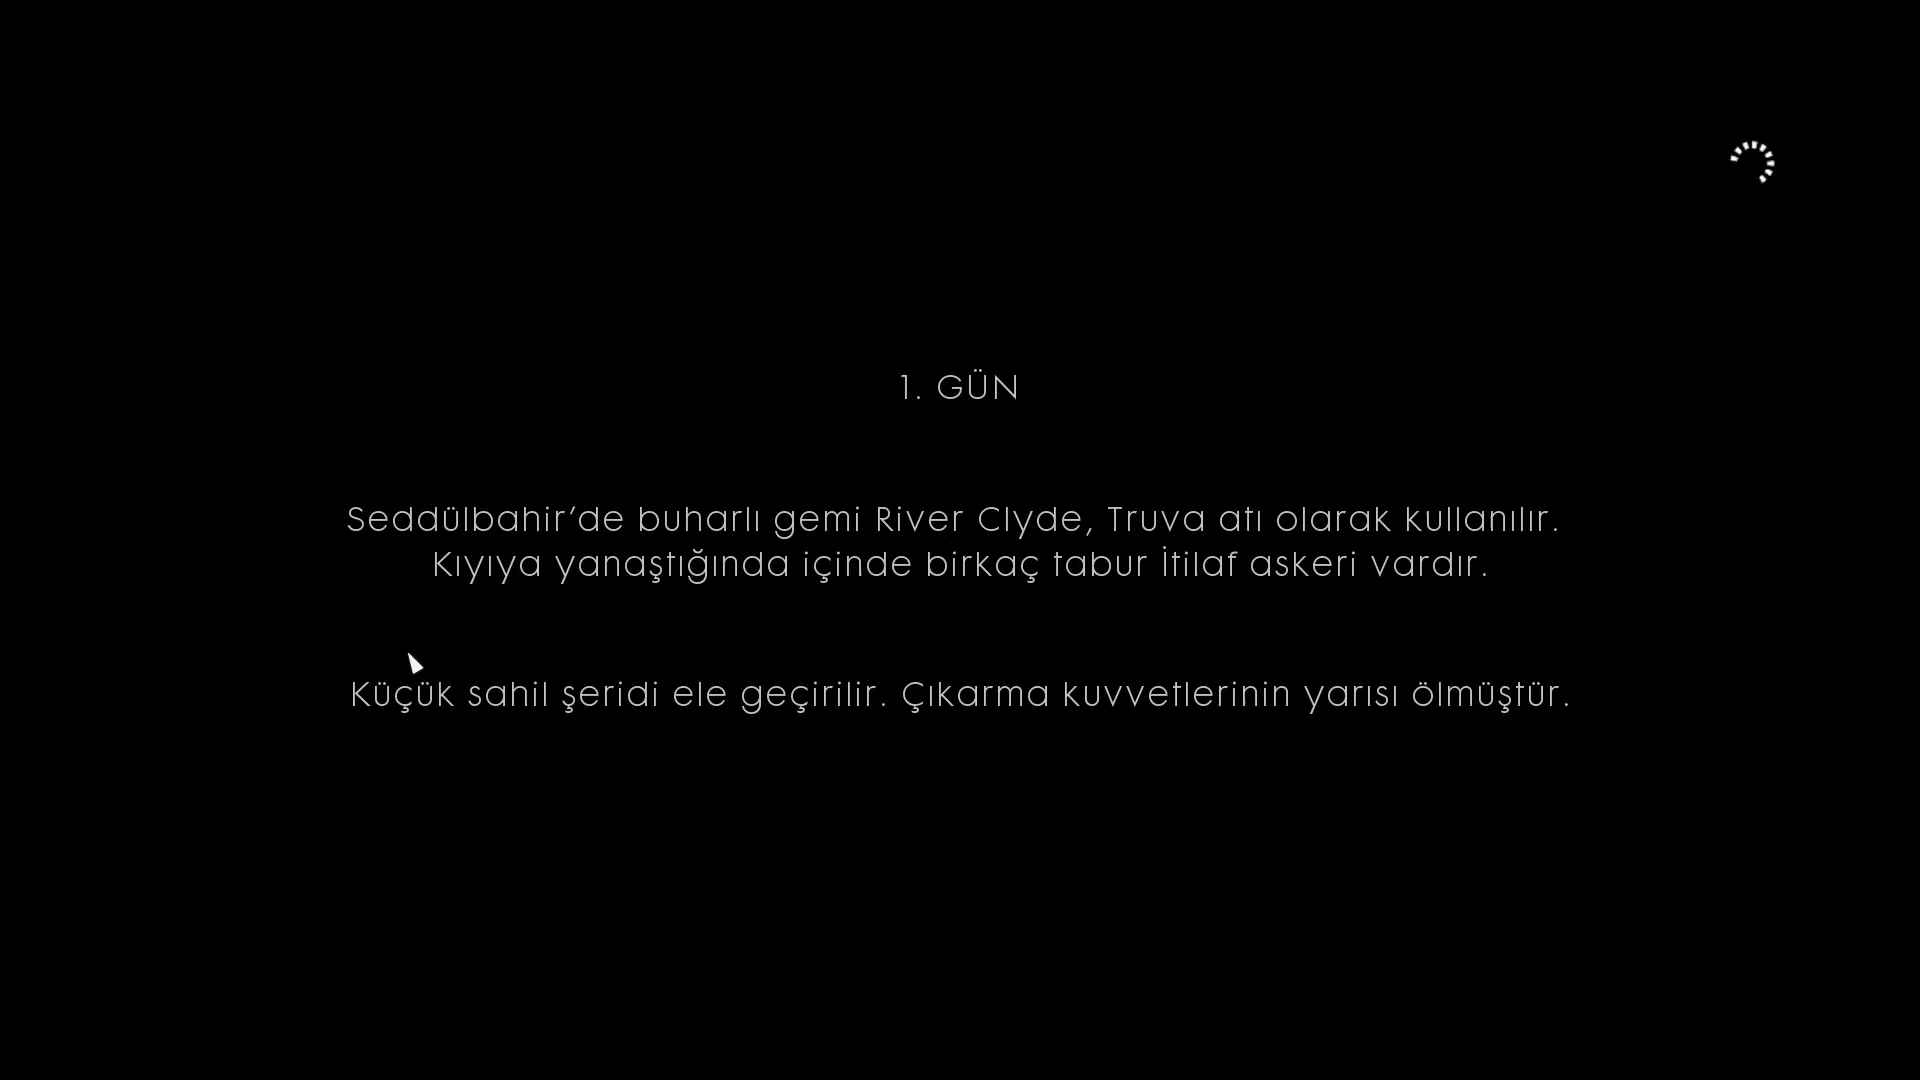 1. GÜN
Seddülbahir’de buharlı gemi River Clyde, Truva atı olarak kullanılır.
Kıyıya yanaştığında içinde birkaç tabur İtilaf askeri vardır.
Küçük sahil şeridi ele geçirilir. Çıkarma kuvvetlerinin yarısı ölmüştür.